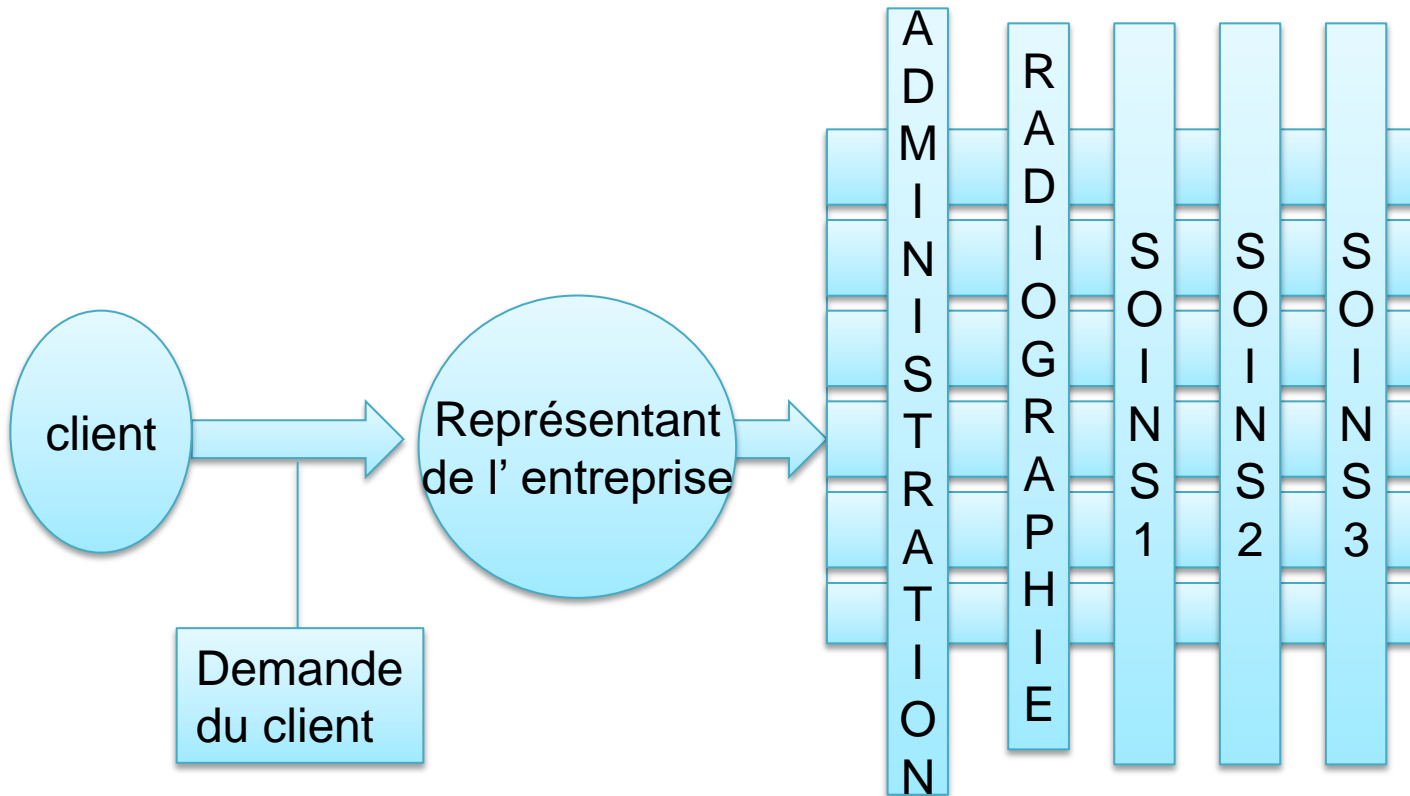 client
Représentant
de l’ entreprise
Demande
du client
ADMINISTRATION
RADIOGRAPHIE
SOINS1
SOINS2
SOINS3